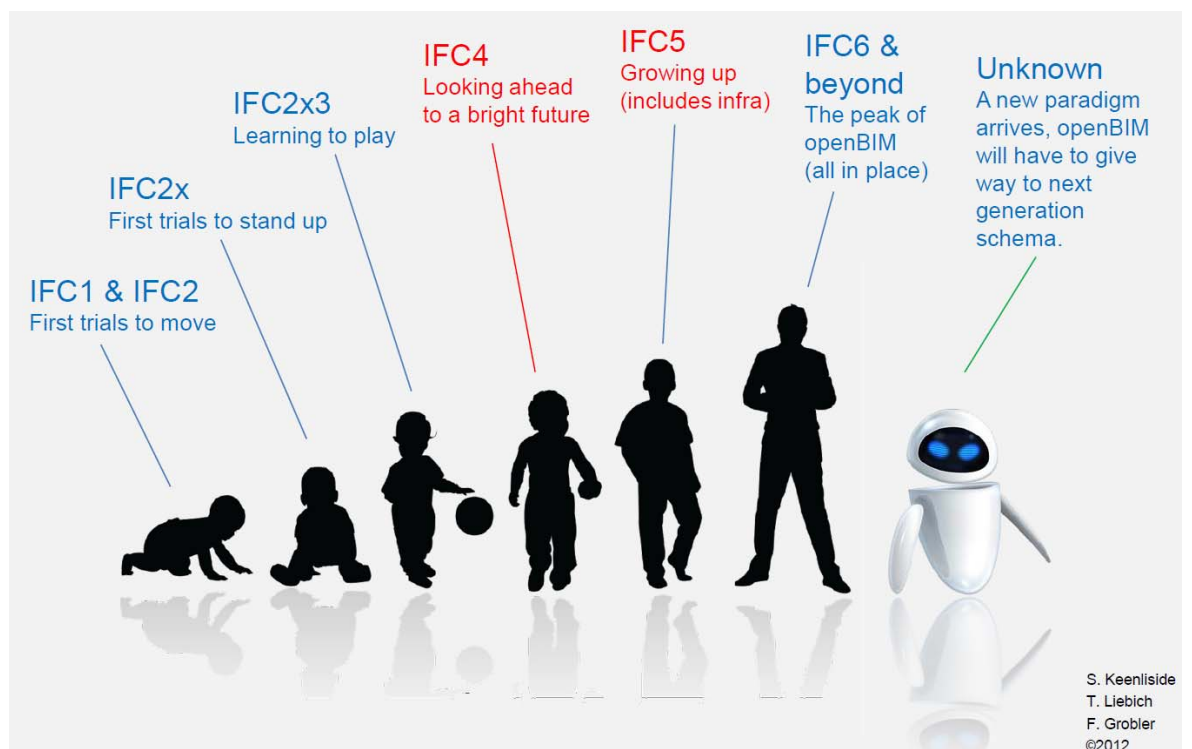 IFC1 & IFC2
First trials to move
IFC2x
First trials to stand up
IFC2x3
Learning to play
IFC4
Looking ahead
to a bright future
IFC5
Growing up
(includes infra)
IFC6 &
beyond
The peak of
openBIM
(all in place)
Unknown
A new paradigm
arrives, openBIM
will have to give
way to next
generation
schema.
S. Keenliside
T. Liebich
F. Grobler
©2012